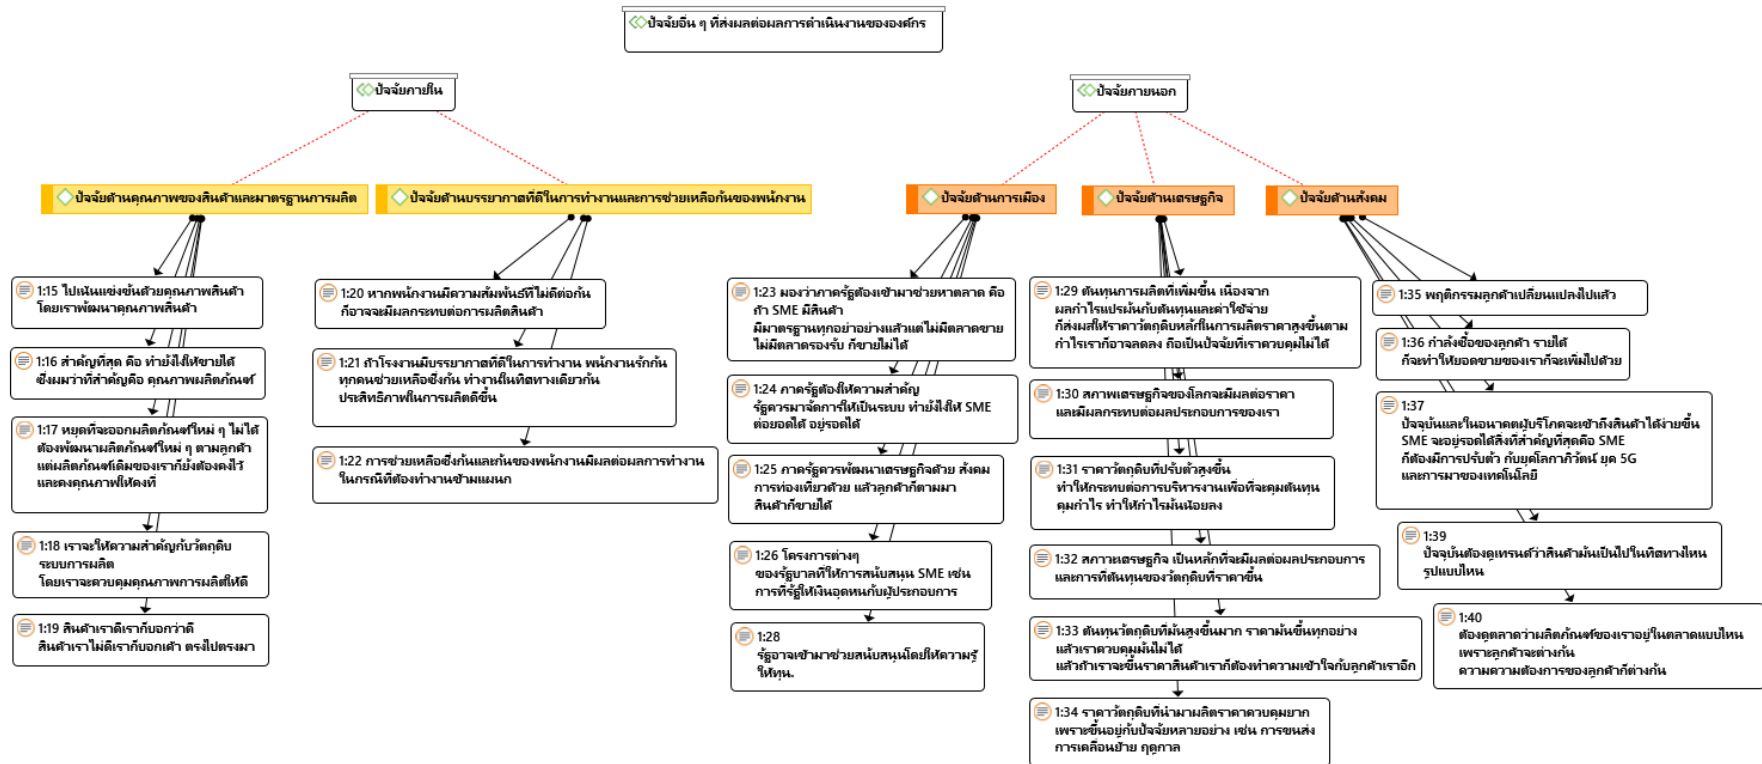 ปัจจัยอื่น ๆ ที่ส่งผลต่อผลการดำเนินงานขององค์กร
ปัจจัยภายใน
ปัจจัยภายนอก
ปัจจัยด้านคุณภาพของสินค้าและมาตรฐานการผลิต
ปัจจัยด้านบรรยากาศที่ดีในการทำงานและการช่วยเหลือกันของพนักงาน
ปัจจัยด้านการเมือง
ปัจจัยด้านเศรษฐกิจ
ปัจจัยด้านสังคม
1:15 ไปเน้นแข่งขันด้วยคุณภาพสินค้า
โดยเราพัฒนาคุณภาพสินค้า
1:16 สำคัญที่สุด คือ ทำยังไงให้ขายได้
ซึ่งผมว่าที่สำคัญคือ คุณภาพผลิตภัณฑ์
1:17 หยุดที่จะออกผลิตภัณฑ์ใหม่ ๆ ไม่ได้
ต้องพัฒนาผลิตภัณฑ์ใหม่ ๆ ตามลูกค้า
แต่ผลิตภัณฑ์เดิมของเราก็ยังต้องคงไว้
และคงคุณภาพให้คงที่
1:18 เราจะให้ความสำคัญกับวัตถุดิบ
ระบบการผลิต
โดยเราจะควบคุมคุณภาพการผลิตให้ดี
1:19 สินค้าเราดีเราก็บอกว่าดี
สินค้าเราไม่ดีเราก็บอกเค้า ตรงไปตรงมา
1:20 หากพนักงานมีความสัมพันธ์ที่ไม่ดีต่อกัน
ก็อาจจะมีผลกระทบต่อการผลิตสินค้า
1:21 ถ้าโรงงานมีบรรยากาศที่ดีในการทำงาน พนักงานรักกัน
ทุกคนช่วยเหลือซึ่งกัน ทำงานในทิศทางเดียวกัน
ประสิทธิภาพในการผลิตดีขึ้น
1:22 การช่วยเหลือซึ่งกันและกันของพนักงานมีผลต่อผลการทำงาน
ในกรณีที่ต้องทำงานข้ามแผนก
1:23 มองว่าภาครัฐต้องเข้ามาช่วยหาตลาด คือ
ถ้า SME มีสินค้า
มีมาตรฐานทุกอย่างอย่างแล้วแต่ไม่มีตลาดขาย
ไม่มีตลาดรองรับ ก็ขายไม่ได้
1:24 ภาครัฐต้องให้ความสำคัญ
รัฐควรมาจัดการให้เป็นระบบ ทำยังไงให้ SME
ต่อยอดได้ อยู่รอดได้
1:25 ภาครัฐควรพัฒนาเศรษฐกิจด้วย สังคม
การท่องเที่ยวด้วย แล้วลูกค้าก็ตามมา
สินค้าก็ขายได้
1:26 โครงการต่างๆ
ของรัฐบาลที่ให้การสนับสนุน SME เช่น
การที่รัฐให้เงินอุดหนกับผู้ประกอบการ
1:28
รัฐอาจเข้ามาช่วยสนับสนุนโดยให้ความรู้
ให้ทุน.
1:29 ต้นทุนการผลิตที่เพิ่มขึ้น เนื่องจาก
ผลกำไรแปรผันกับต้นทุนและค่าใช้จ่าย
ก็ส่งผลให้ราคาวัตถุดิบหลักในการผลิตราคาสูงขึ้นตาม
กำไรเราก็อาจลดลง ถือเป็นปัจจัยที่เราควบคุมไม่ได้
1:30 สภาพเศรษฐกิจของโลกจะมีผลต่อราคา
และมีผลกระทบต่อผลประกอบการของเรา
1:31 ราคาวัตถุดิบที่ปรับตัวสูงขึ้น
ทำให้กระทบต่อการบริหารงานเพื่อที่จะคุมต้นทุน
คุมกำไร ทำให้กำไรมันน้อยลง
1:32 สภาวะเศรษฐกิจ เป็นหลักที่จะมีผลต่อผลประกอบการ
และการที่ต้นทุนของวัตถุดิบที่ราคาขึ้น
1:33 ต้นทุนวัตถุดิบที่มันสูงขึ้นมาก ราคามันขึ้นทุกอย่าง
แล้วเราควบคุมมันไม่ได้
แล้วถ้าเราจะขึ้นราคาสินค้าเราก็ต้องทำความเข้าใจกับลูกค้าเราอีก
1:34 ราคาวัตถุดิบที่นำมาผลิตราคาควบคุมยาก
เพราะขึ้นอยู่กับปัจจัยหลายอย่าง เช่น การขนส่ง
การเคลื่อนย้าย ฤดูกาล
1:35 พฤติกรรมลูกค้าเปลี่ยนแปลงไปแล้ว
1:36 กำลังซื้อของลูกค้า รายได้
ก็จะทำให้ยอดขายของเราก็จะเพิ่มไปด้วย
1:37
ปัจจุบันและในอนาคตผู้บริโภคจะเข้าถึงสินค้าได้ง่ายขึ้น
SME จะอยู่รอดได้สิ่งที่สำคัญที่สุดคือ SME
ก็ต้องมีการปรับตัว กับยุคโลกาภิวัตน์ ยุค 5G
และการมาของเทคโนโลยี
1:39
ปัจจุบันต้องดูเทรนด์ว่าสินค้ามันเป็นไปในทิศทางไหน
รูปแบบไหน
1:40
ต้องดูตลาดว่าผลิตภัณฑ์ของเราอยู่ในตลาดแบบไหน
เพราะลูกค้าจะต่างกัน
ความความต้องการของลูกค้าก็ต่างกัน